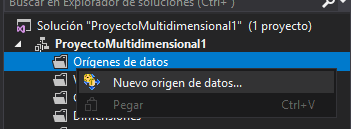 Buscar en Explorador de soluciones (Ctrl+ )
Solución "ProyectoMultidimensional1" (1 proyecto)
ProyectoMultidimensional1
Orígenes de datos
Nuevo origen de datos...
Pegar Ctrl+V
Dimensiones